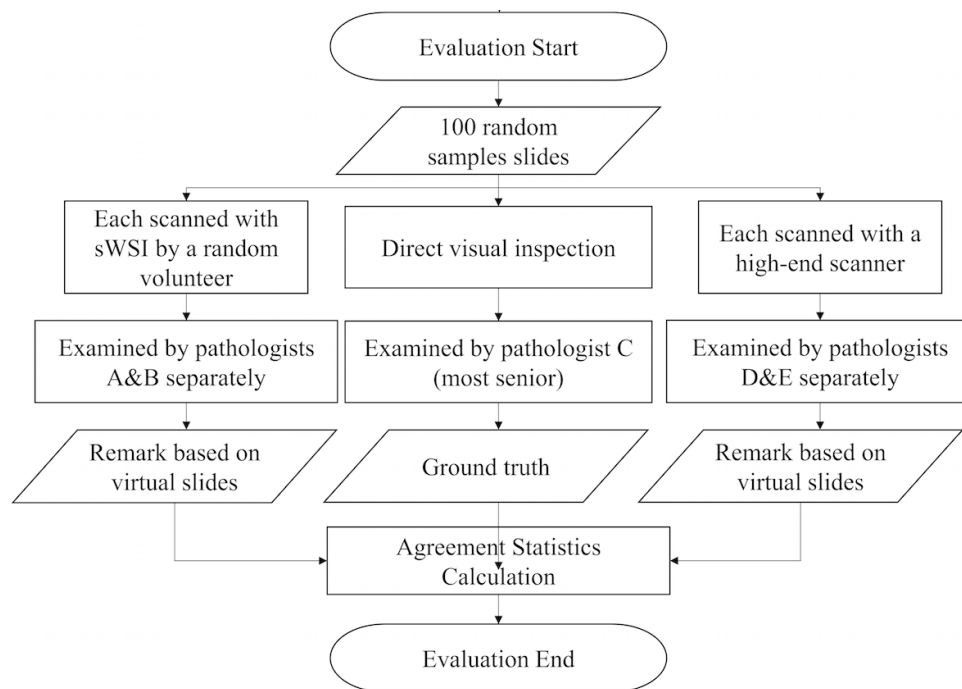 Evaluation Start
100 random
samples slides
Each scanned with
sWSI by a random
volunteer
Direct visual inspection
Each scanned with a
high-end scanner
Examined by pathologists
A&B separately
Examined by pathologist C
(most senior)
Examined by pathologists
D&E separately
Remark based on
virtual slides
Ground truth
Remark based on
virtual slides
Agreement Statistics
Calculation
Evaluation End